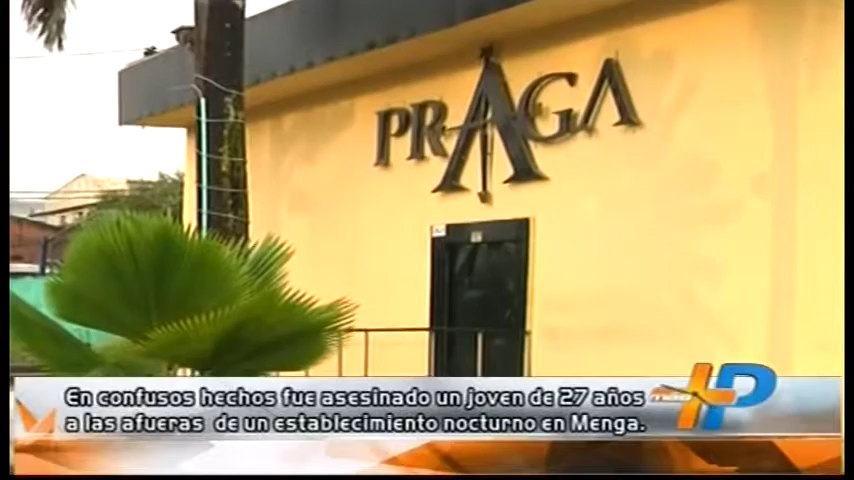 PRAGA
En confusos hechos fue asesinado un joven de 27 años
a las afueras de un establecimiento nocturno en Menga.
más
+P